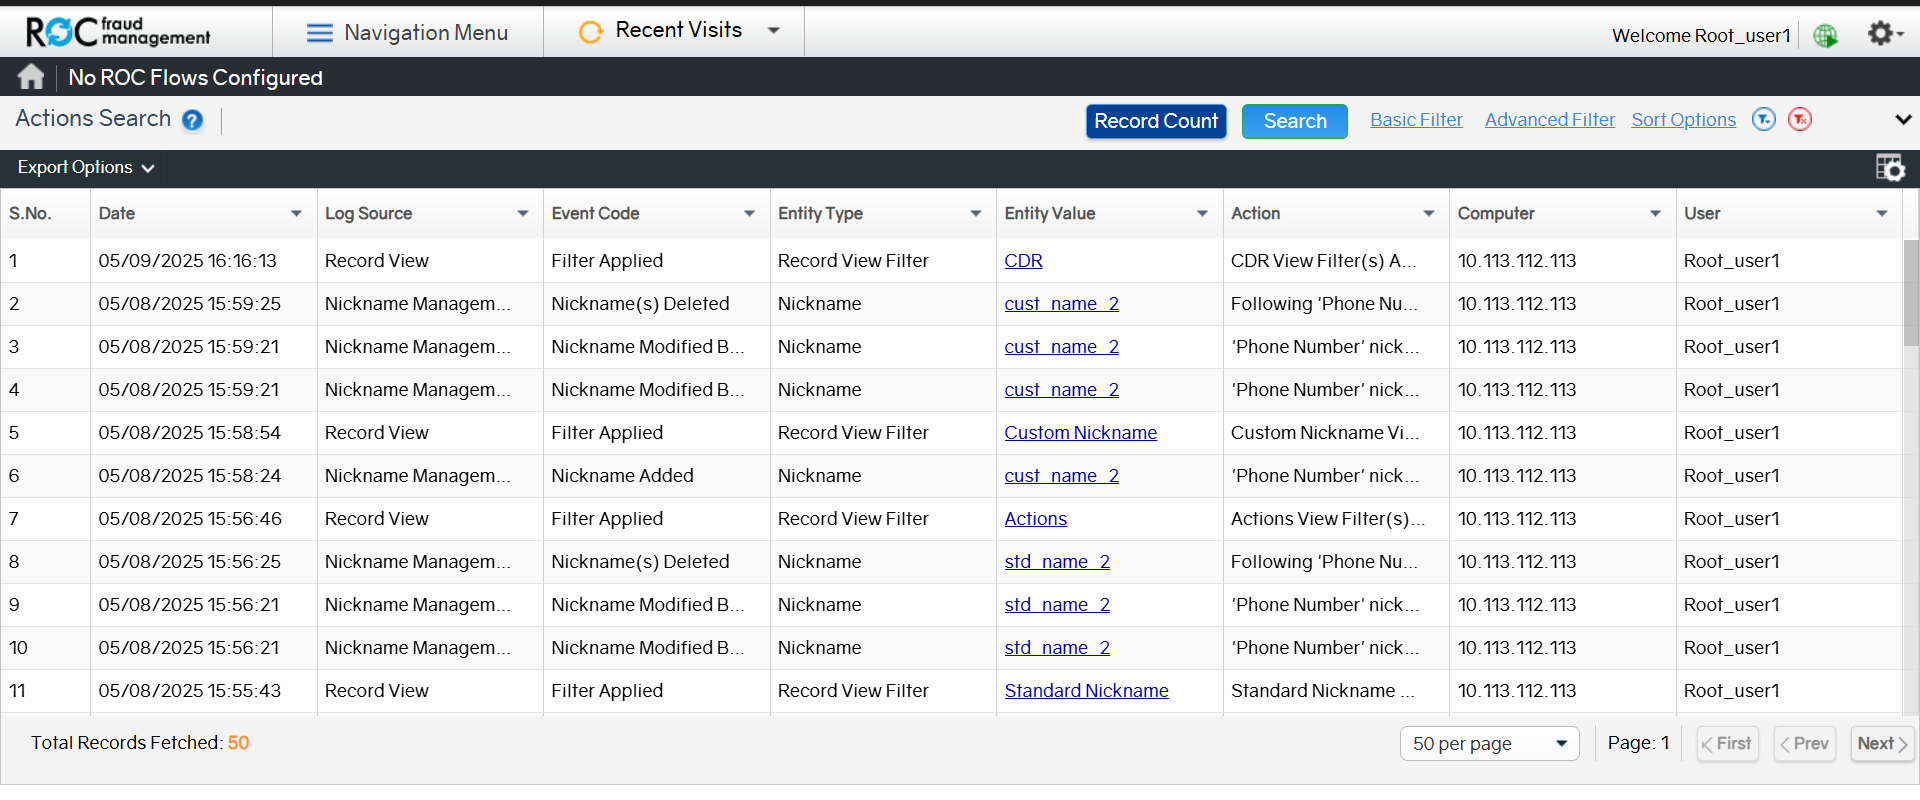 ROC fraud management
Navigation Menu
Recent Visits
Welcome Root_user1
No ROC Flows Configured
Actions Search ?
Record Count Search Basic Filter Advanced Filter Sort Options
Export Options
S.No. Date Log Source Event Code Entity Type Entity Value Action Computer User
1 05/09/2025 16:16:13 Record View Filter Applied Record View Filter CDR CDR View Filter(s) A... 10.113.112.113 Root_user1
2 05/08/2025 15:59:25 Nickname Managem... Nickname(s) Deleted Nickname cust_name_2 Following 'Phone Nu... 10.113.112.113 Root_user1
3 05/08/2025 15:59:21 Nickname Managem... Nickname Modified B... Nickname cust_name_2 'Phone Number' nick... 10.113.112.113 Root_user1
4 05/08/2025 15:59:21 Nickname Managem... Nickname Modified B... Nickname cust_name_2 'Phone Number' nick... 10.113.112.113 Root_user1
5 05/08/2025 15:58:54 Record View Filter Applied Record View Filter Custom Nickname Custom Nickname Vi... 10.113.112.113 Root_user1
6 05/08/2025 15:58:24 Nickname Managem... Nickname Added Nickname cust_name_2 'Phone Number' nick... 10.113.112.113 Root_user1
7 05/08/2025 15:56:46 Record View Filter Applied Record View Filter Actions Actions View Filter(s)... 10.113.112.113 Root_user1
8 05/08/2025 15:56:25 Nickname Managem... Nickname(s) Deleted Nickname std_name_2 Following 'Phone Nu... 10.113.112.113 Root_user1
9 05/08/2025 15:56:21 Nickname Managem... Nickname Modified B... Nickname std_name_2 'Phone Number' nick... 10.113.112.113 Root_user1
10 05/08/2025 15:56:21 Nickname Managem... Nickname Modified B... Nickname std_name_2 'Phone Number' nick... 10.113.112.113 Root_user1
11 05/08/2025 15:55:43 Record View Filter Applied Record View Filter Standard Nickname Standard Nickname ... 10.113.112.113 Root_user1
Total Records Fetched: 50
50 per page Page: 1 First Prev Next